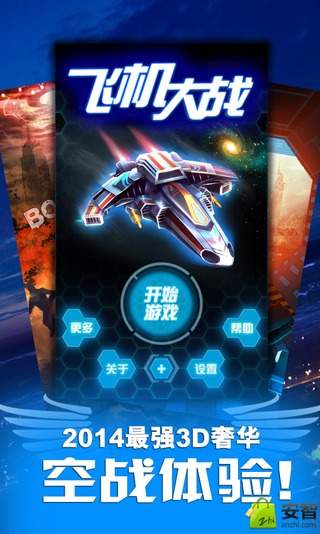 飞机大战
BO
开始
游戏
更多
帮助
关于
设置
2014最强3D奢华
空战体验!
安智
anzhi.com